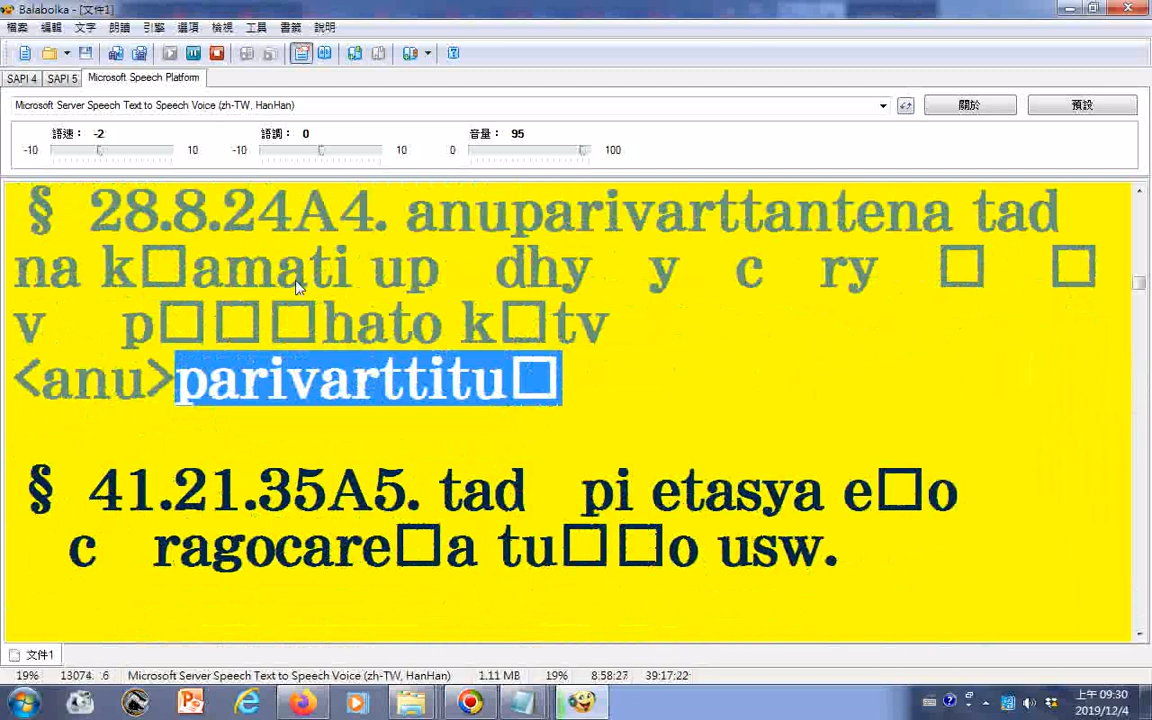 Balabolka - [文件1]
檔案 編輯 文字 朗讀 引擎 選項 檢視 工具 書籤 說明
SAPI 4 SAPI 5 Microsoft Speech Platform
Microsoft Server Speech Text to Speech Voice (zh-TW, HanHan) 關於 預設
語速： -2 語調： 0 音量： 95
-10 10 -10 10 0 100
§ 28.8.24A4. anuparivarttantena tad
na k□amati up dhy y c ry □ □
v p□□□hato k□tv
<anu>parivarttitu□
§ 41.21.35A5. tad pi etasya e□o
c ragocare□a tu□□o usw.
文件1
19% 13074. .6 Microsoft Server Speech Text to Speech Voice (zh-TW, HanHan) 1.11 MB 19% 8:58:27 39:17:22
上午 09:30
2019/12/4